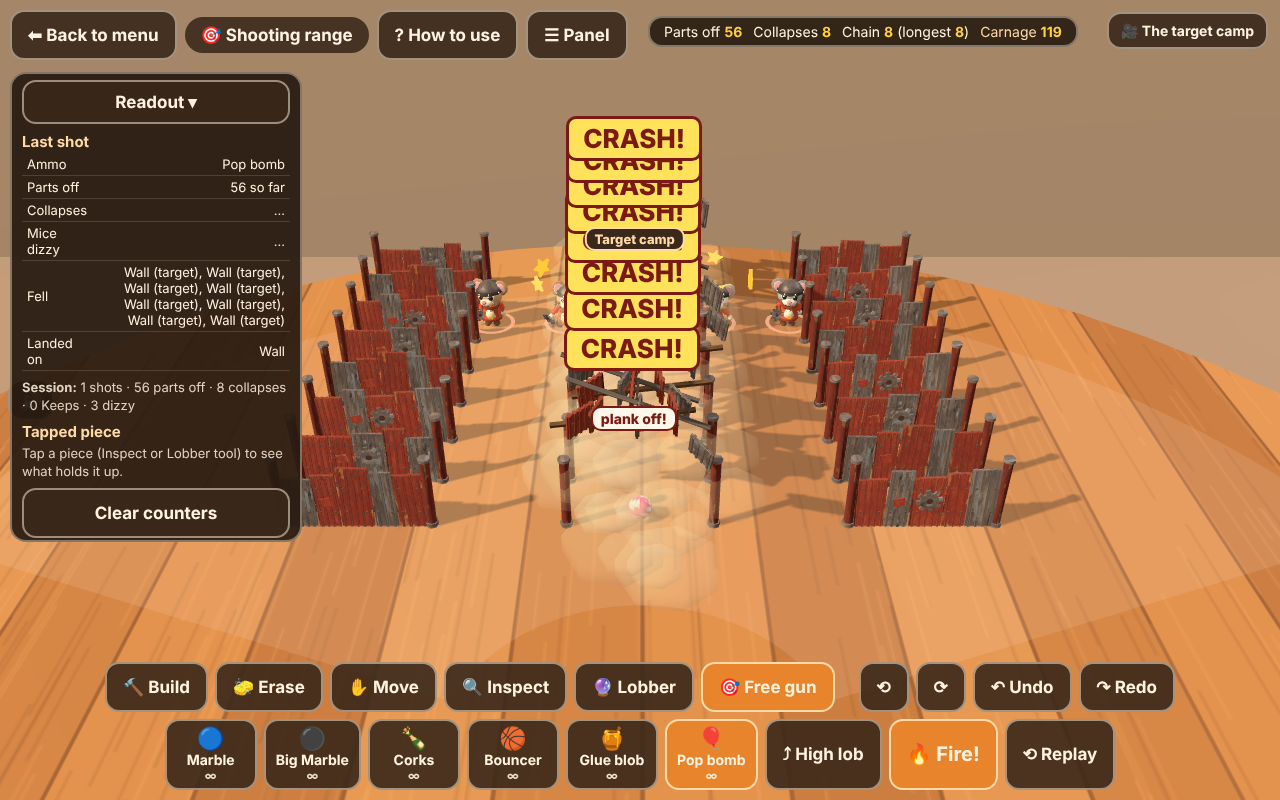 ⬅ Back to menu
🎯 Shooting range
? How to use
☰ Panel
Parts off 56 Collapses 8 Chain 8 (longest 8) Carnage 119
🎥 The target camp
Readout ▾
Last shot
Ammo Pop bomb
Parts off 56 so far
Collapses ...
Mice
dizzy ...
Fell Wall (target), Wall (target),
Wall (target), Wall (target),
Wall (target), Wall (target),
Wall (target), Wall (target)
Landed
on Wall
Session: 1 shots · 56 parts off · 8 collapses
· 0 Keeps · 3 dizzy
Tapped piece
Tap a piece (Inspect or Lobber tool) to see
what holds it up.
Clear counters
CRASH!
CRASH!
CRASH!
CRASH!
Target camp
CRASH!
CRASH!
CRASH!
plank off!
🔨 Build
🧽 Erase
✋ Move
🔍 Inspect
🔮 Lobber
🎯 Free gun
⟲
⟳
↶ Undo
↷ Redo
🔵 Marble ∞
⚫ Big Marble ∞
🍾 Corks ∞
🏀 Bouncer ∞
🍯 Glue blob ∞
🎈 Pop bomb ∞
⤴ High lob
🔥 Fire!
⟲ Replay